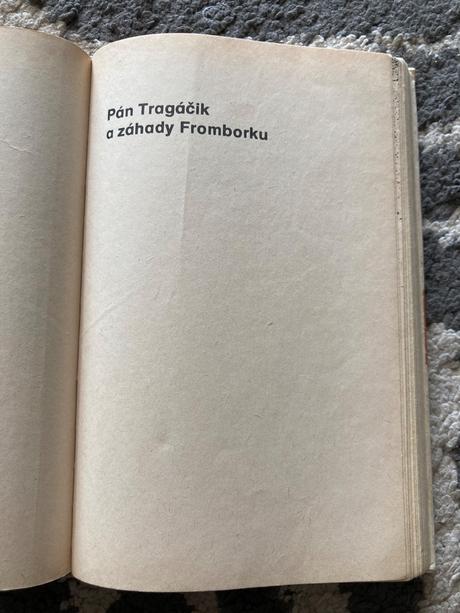 Pán Tragáčik
a záhady Fromborku